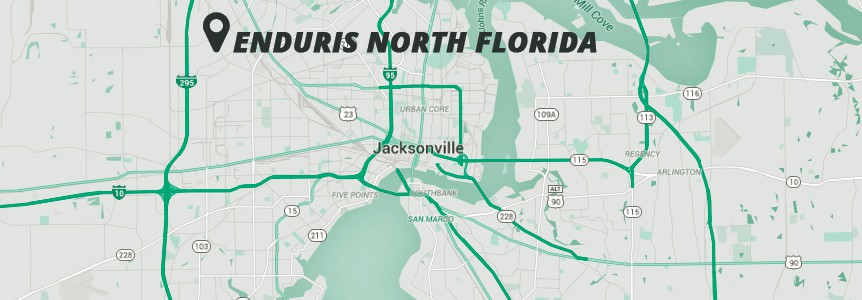 Mill Cove
ENDURIS NORTH FLORIDA
295
95
116
URBAN CORE
23
109A
113
Jacksonville
REGENCY
115
ARLINGTON
10
10
FIVE POINTS
SOUTHBANK
ALT
90
15
SAN MARCO
228
115
211
103
228
90